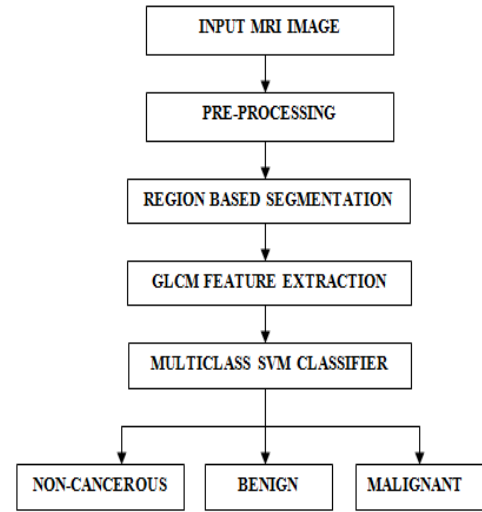 INPUT MRI IMAGE
PRE-PROCESSING
REGION BASED SEGMENTATION
GLCM FEATURE EXTRACTION
MULTICLASS SVM CLASSIFIER
NON-CANCEROUS
BENIGN
MALIGNANT